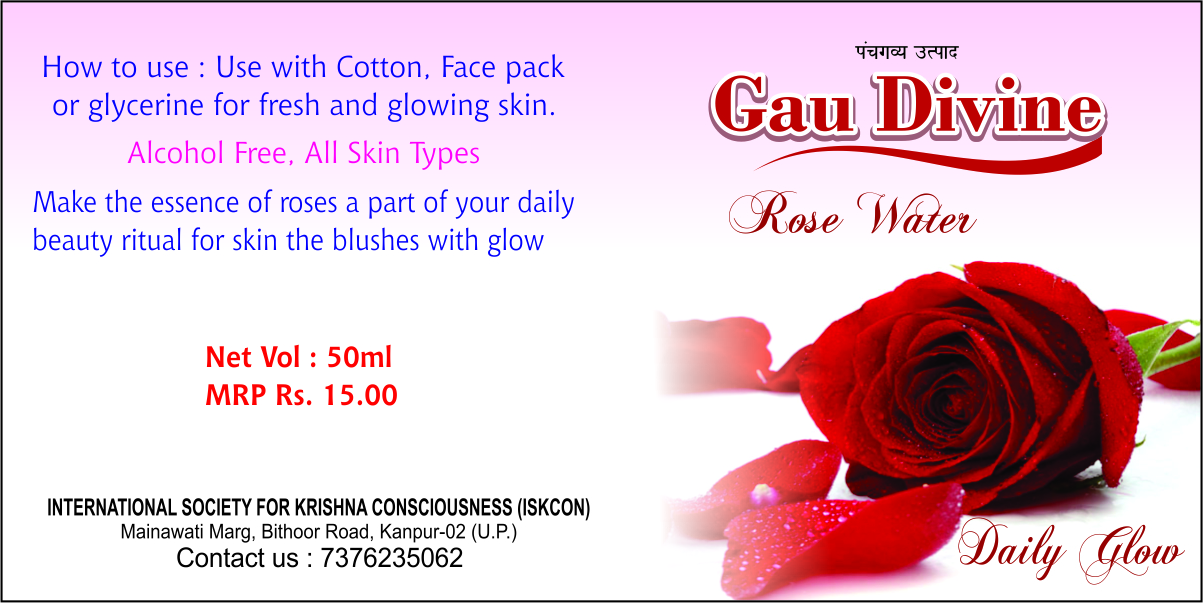 How to use : Use with Cotton, Face pack
or glycerine for fresh and glowing skin.
Alcohol Free, All Skin Types
Make the essence of roses a part of your daily
beauty ritual for skin the blushes with glow
Net Vol : 50ml
MRP Rs. 15.00
INTERNATIONAL SOCIETY FOR KRISHNA CONSCIOUSNESS (ISKCON)
Mainawati Marg, Bithoor Road, Kanpur-02 (U.P.)
Contact us : 7376235062
पंचगव्य उत्पाद
Gau Divine
Rose Water
Daily Glow